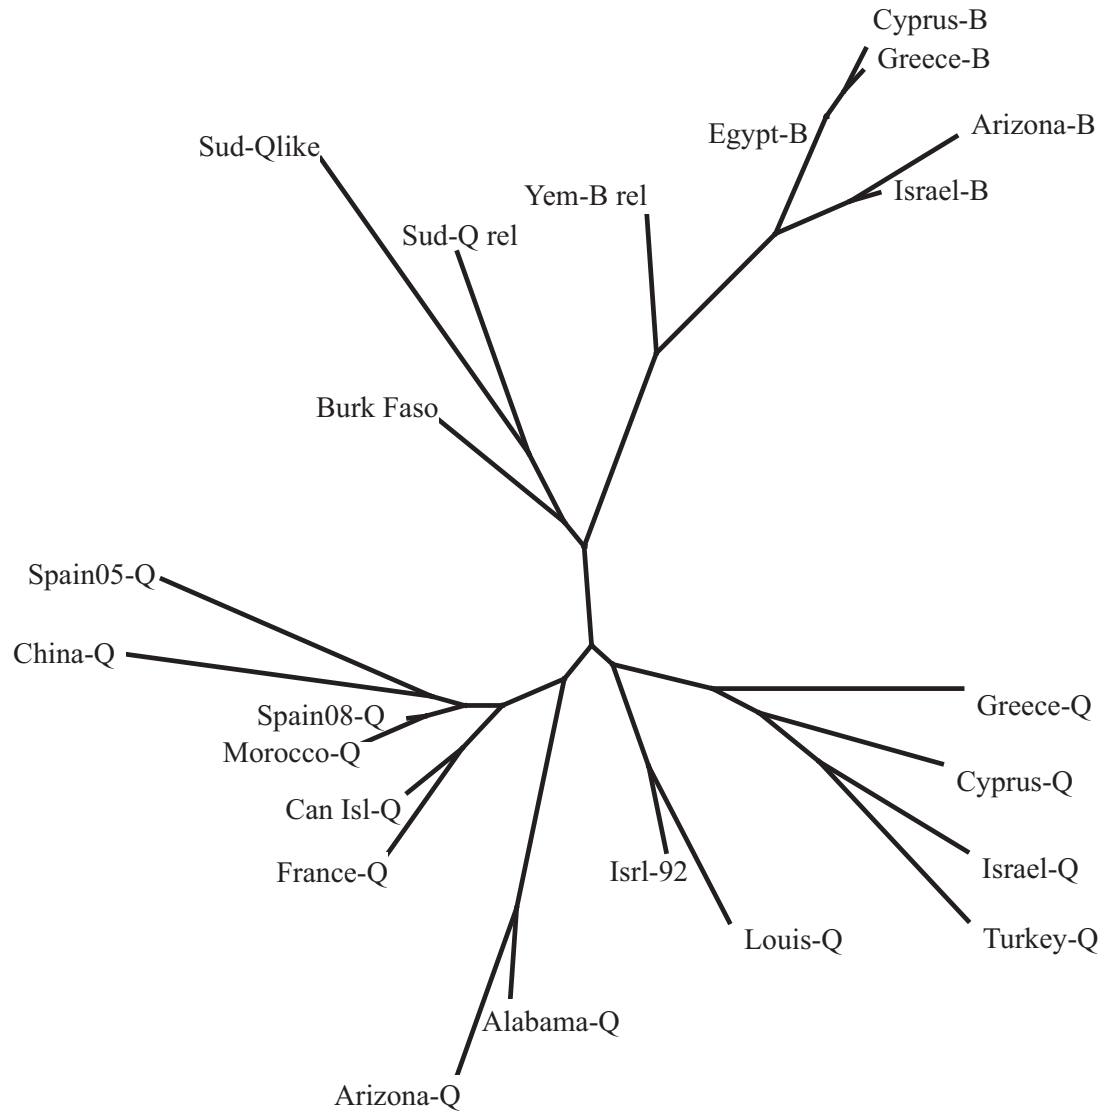 Cyprus-B
Greece-B
Arizona-B
Egypt-B
Sud-Qlike
Israel-B
Yem-B rel
Sud-Q rel
Burk Faso
Spain05-Q
China-Q
Greece-Q
Spain08-Q
Morocco-Q
Cyprus-Q
Can Isl-Q
Israel-Q
France-Q
Isrl-92
Louis-Q
Turkey-Q
Alabama-Q
Arizona-Q